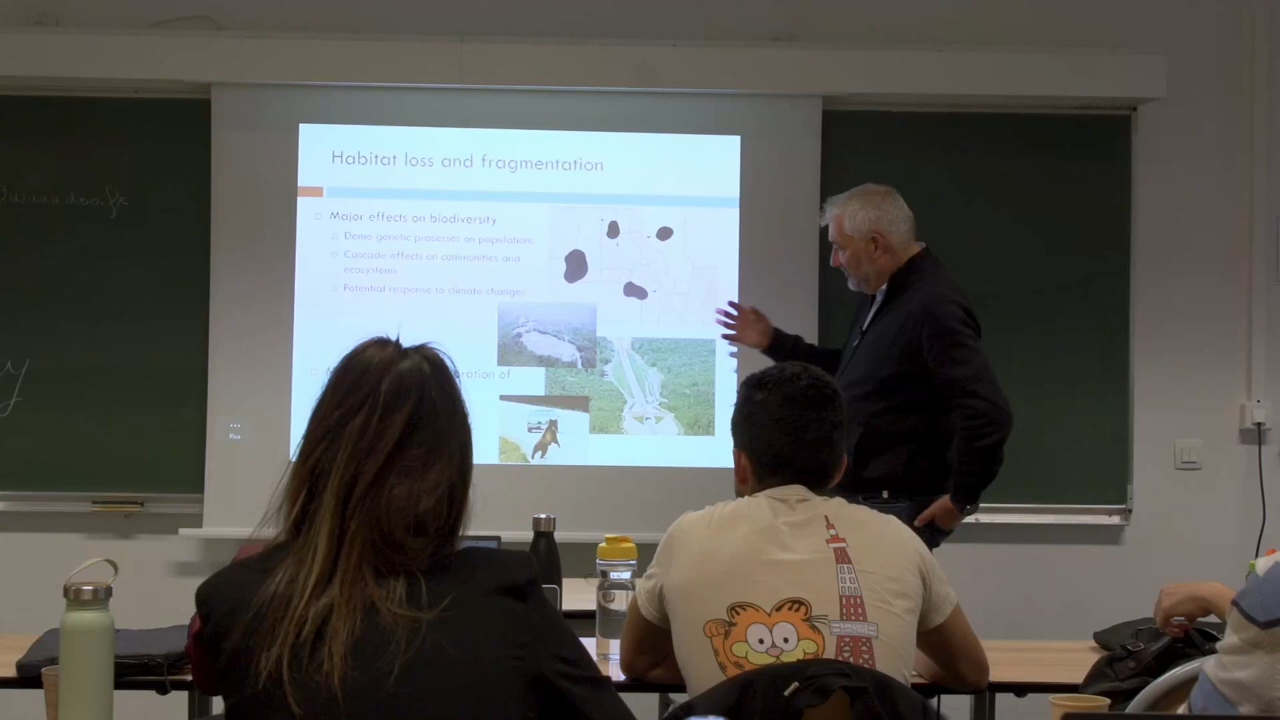 Habitat loss and fragmentation
Major effects on biodiversity
Demo genetic processes on populations
Cascade effects on communities and
ecosystems
Potential response to climate changes
of